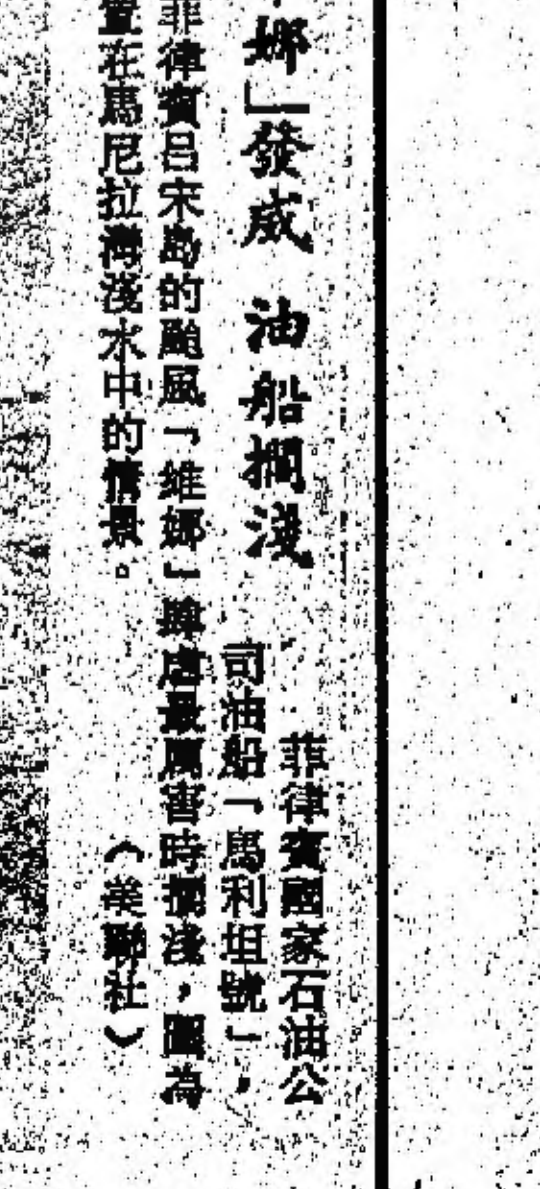 娜」發威 油船擱淺
菲律賓國家石油公
司油船「馬利坦號」，
菲律賓呂宋島的颱風「維娜」肆虐最厲害時擱淺，圖為
置在馬尼拉灣淺水中的情景。 《美聯社》